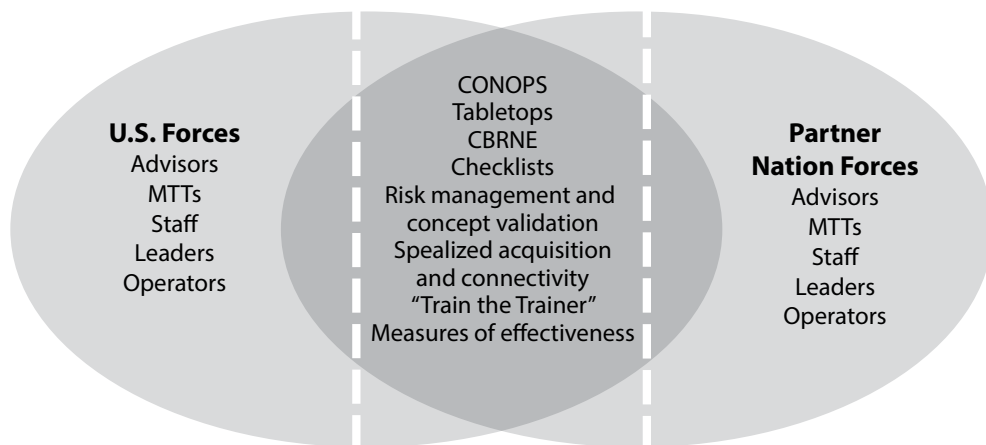 U.S. Forces
Advisors
MTTs
Staff
Leaders
Operators
CONOPS
Tabletops
CBRNE
Checklists
Risk management and
concept validation
Spealized acquisition
and connectivity
“Train the Trainer”
Measures of effectiveness
Partner
Nation Forces
Advisors
MTTs
Staff
Leaders
Operators